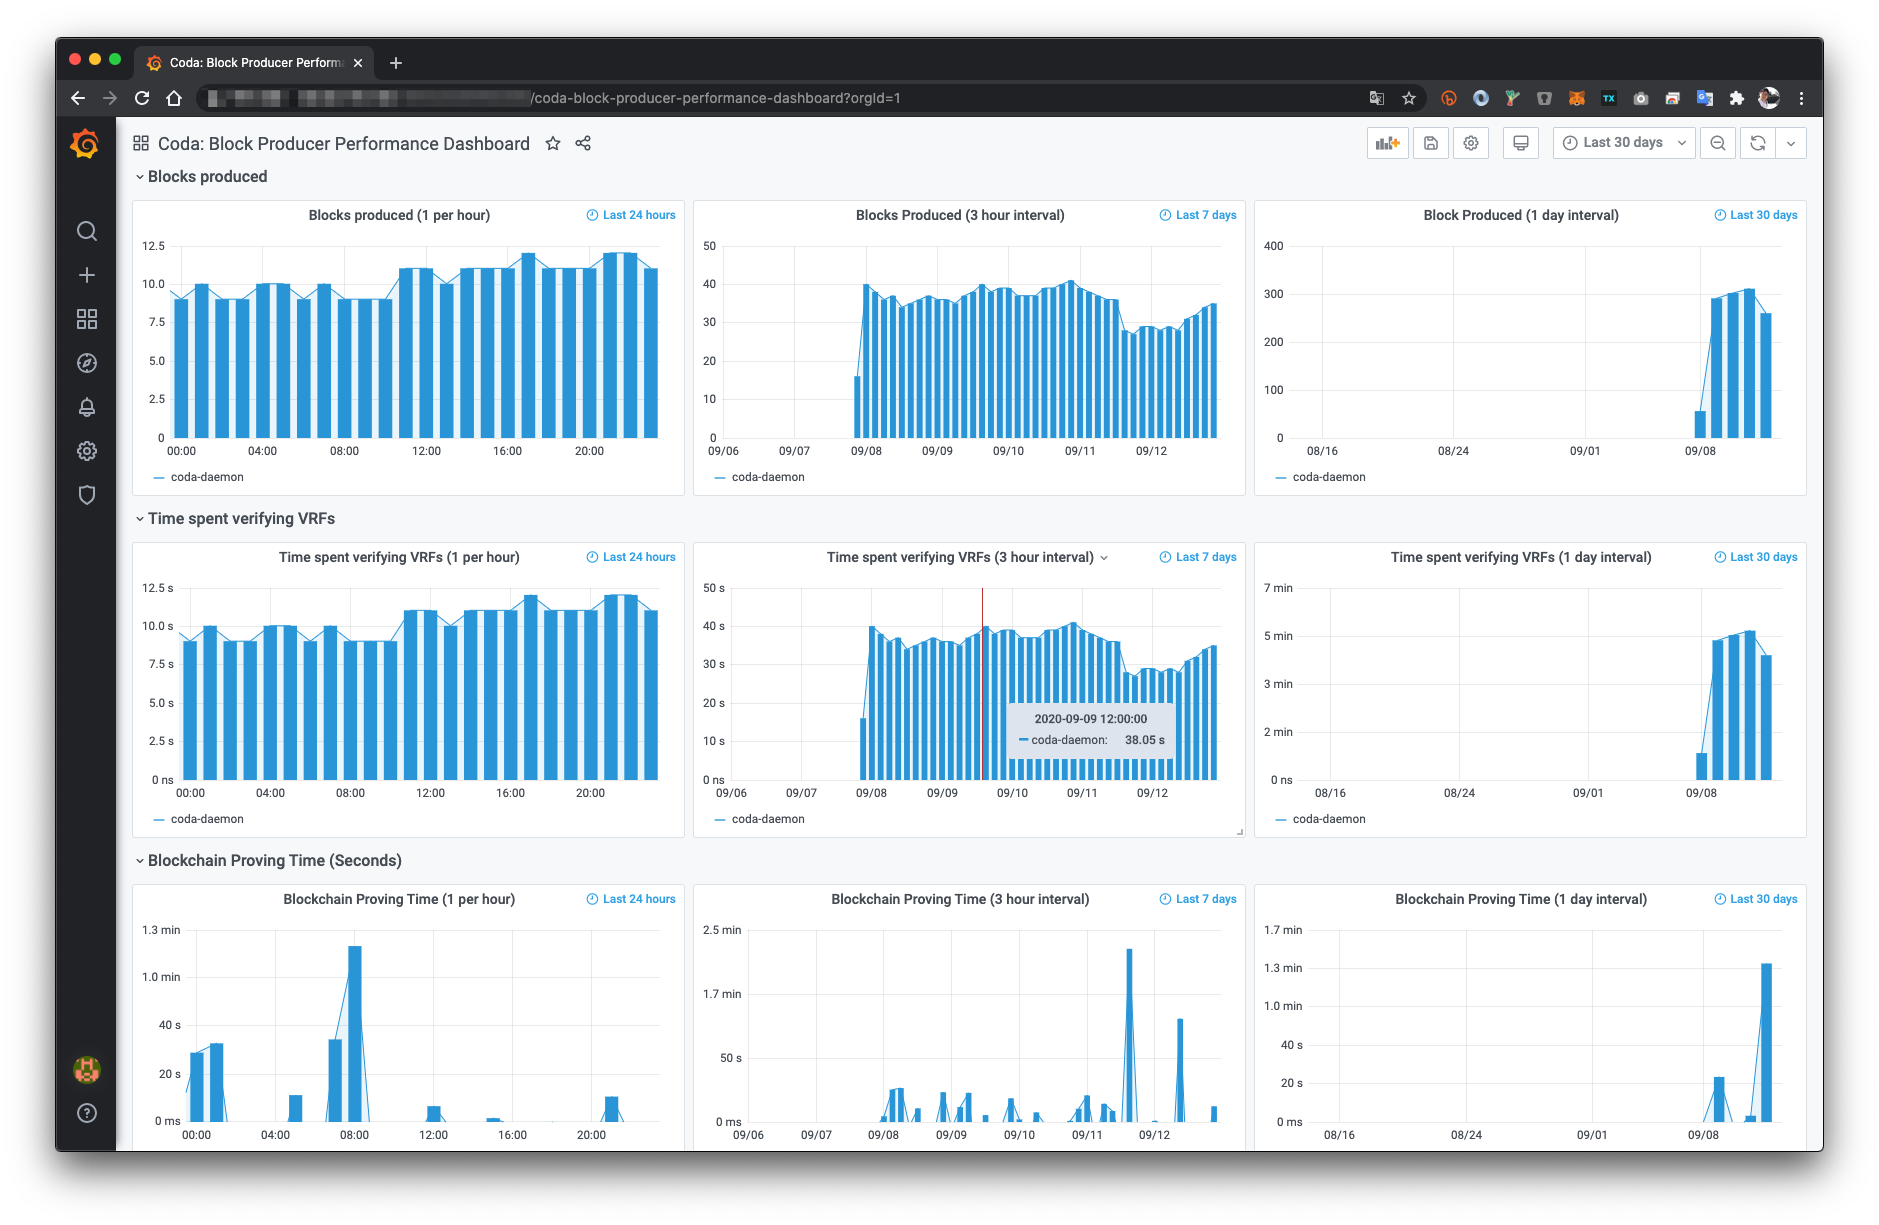 Coda: Block Producer Perform
/coda-block-producer-performance-dashboard?orgId=1
TX
Coda: Block Producer Performance Dashboard
Last 30 days
Blocks produced
Blocks produced (1 per hour)
Last 24 hours
12.5
10.0
7.5
5.0
2.5
0
00:00 04:00 08:00 12:00 16:00 20:00
coda-daemon
Blocks Produced (3 hour interval)
Last 7 days
50
40
30
20
10
0
09/06 09/07 09/08 09/09 09/10 09/11 09/12
coda-daemon
Block Produced (1 day interval)
Last 30 days
400
300
200
100
0
08/16 08/24 09/01 09/08
coda-daemon
Time spent verifying VRFs
Time spent verifying VRFs (1 per hour)
Last 24 hours
12.5 s
10.0 s
7.5 s
5.0 s
2.5 s
0 ns
00:00 04:00 08:00 12:00 16:00 20:00
coda-daemon
Time spent verifying VRFs (3 hour interval)
Last 7 days
50 s
40 s
30 s
20 s
10 s
0 ns
2020-09-09 12:00:00
coda-daemon: 38.05 s
09/06 09/07 09/08 09/09 09/10 09/11 09/12
coda-daemon
Time spent verifying VRFs (1 day interval)
Last 30 days
7 min
5 min
3 min
2 min
0 ns
08/16 08/24 09/01 09/08
coda-daemon
Blockchain Proving Time (Seconds)
Blockchain Proving Time (1 per hour)
Last 24 hours
1.3 min
1.0 min
40 s
20 s
0 ms
00:00 04:00 08:00 12:00 16:00 20:00
Blockchain Proving Time (3 hour interval)
Last 7 days
2.5 min
1.7 min
50 s
0 ms
09/06 09/07 09/08 09/09 09/10 09/11 09/12
Blockchain Proving Time (1 day interval)
Last 30 days
1.7 min
1.3 min
1.0 min
40 s
20 s
0 ms
08/16 08/24 09/01 09/08